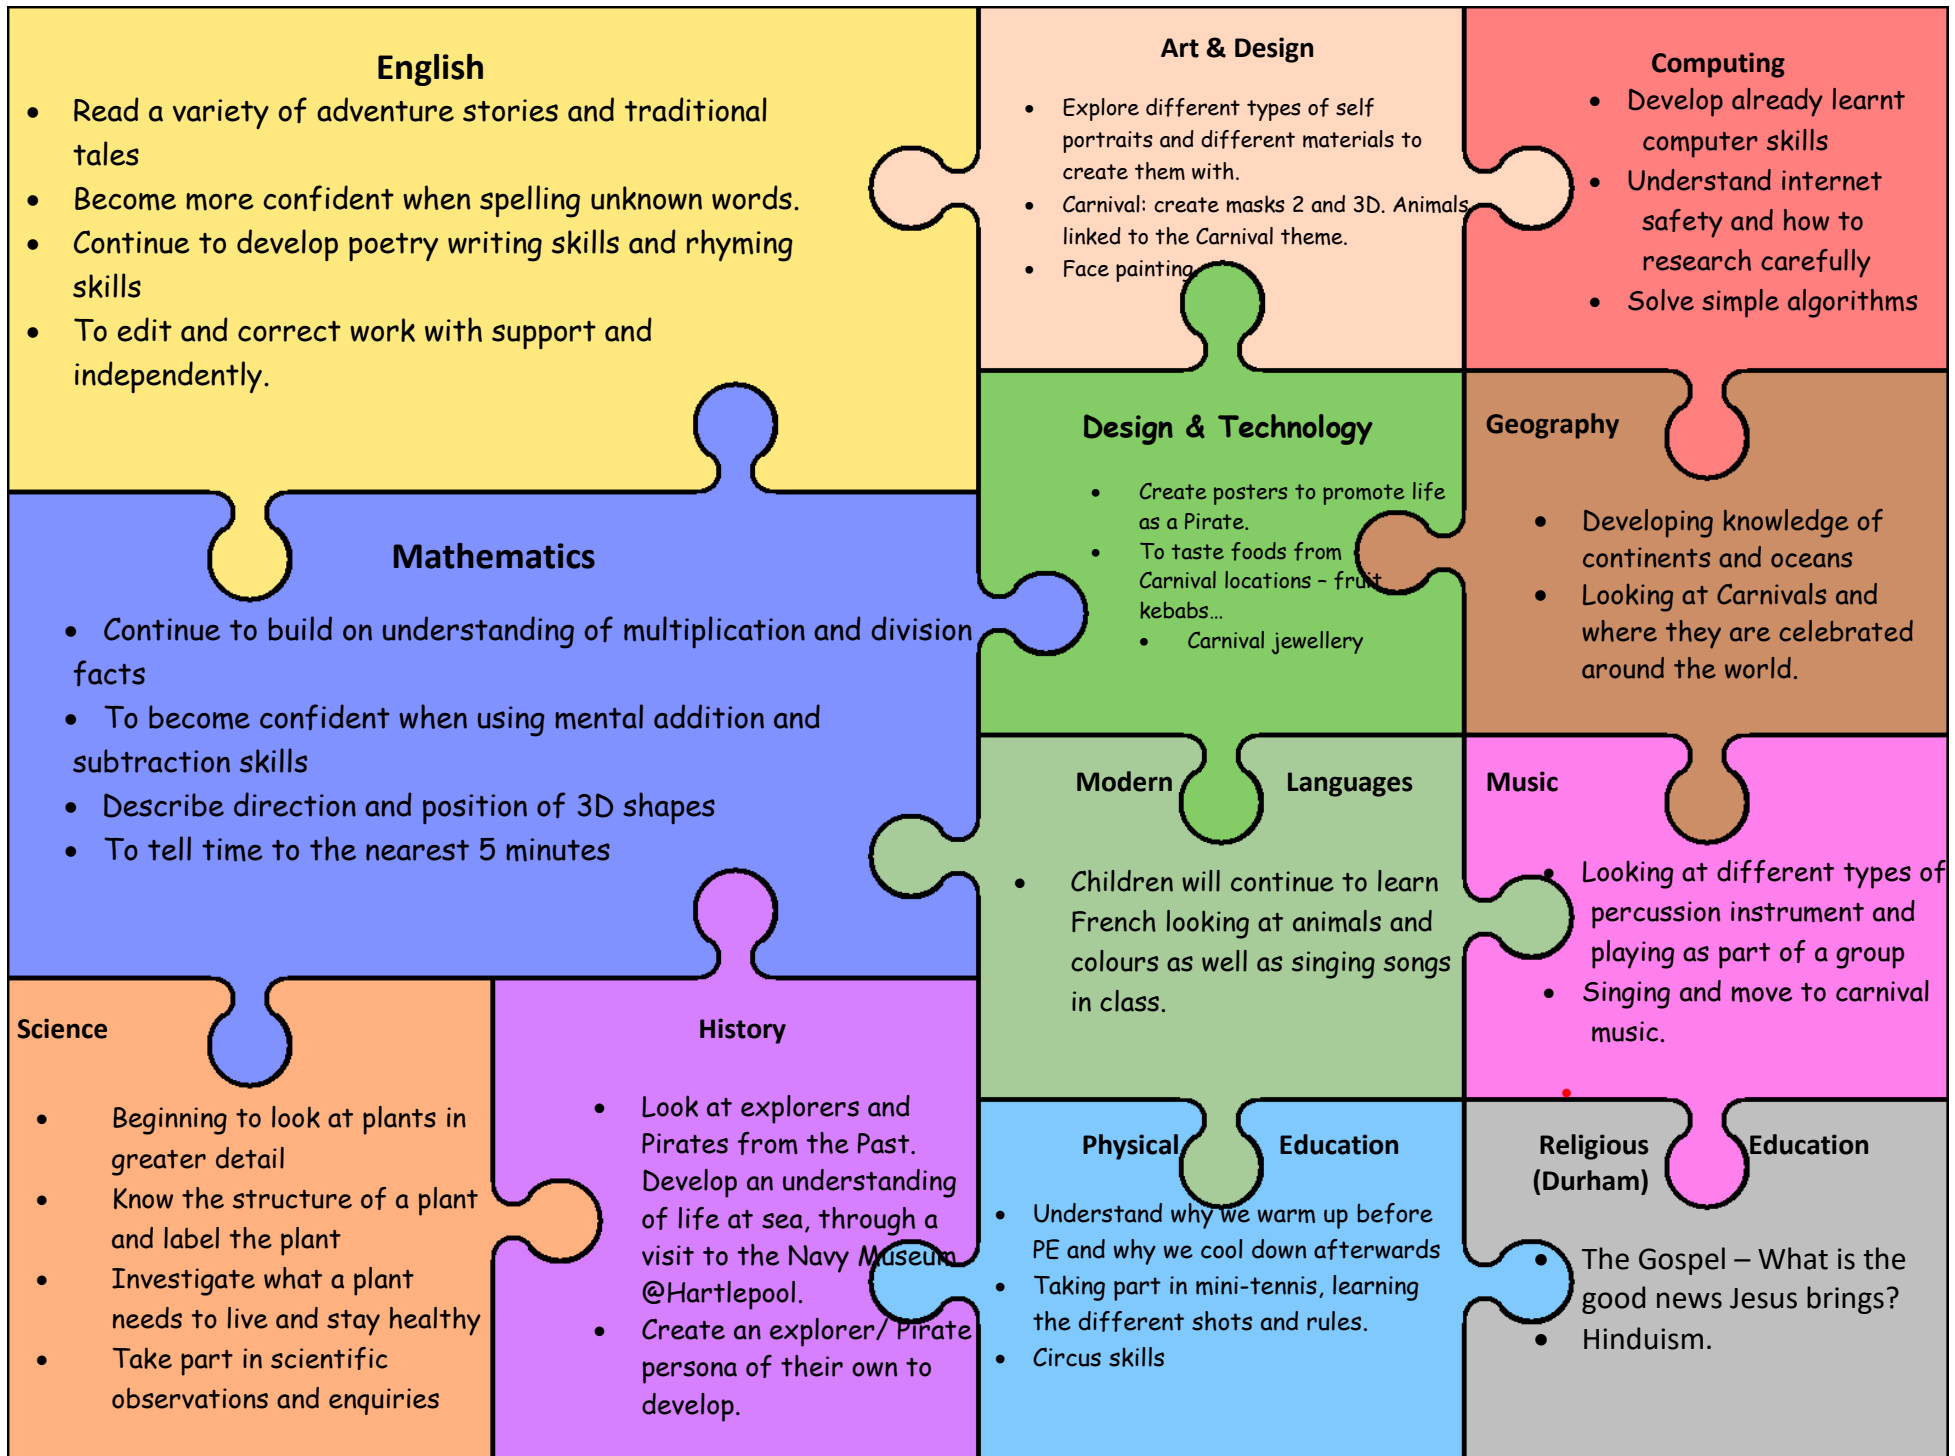 English
• Read a variety of adventure stories and traditional
tales
• Become more confident when spelling unknown words.
• Continue to develop poetry writing skills and rhyming
skills
• To edit and correct work with support and
independently.
Art & Design
• Explore different types of self
portraits and different materials to
create them with.
• Carnival: create masks 2 and 3D. Animals
linked to the Carnival theme.
• Face painting.
Computing
• Develop already learnt
computer skills
• Understand internet
safety and how to
research carefully
• Solve simple algorithms
Mathematics
• Continue to build on understanding of multiplication and division
facts
• To become confident when using mental addition and
subtraction skills
• Describe direction and position of 3D shapes
• To tell time to the nearest 5 minutes
Design & Technology
• Create posters to promote life
as a Pirate.
• To taste foods from
Carnival locations – fruit
kebabs…
• Carnival jewellery
Geography
• Developing knowledge of
continents and oceans
• Looking at Carnivals and
where they are celebrated
around the world.
Modern Languages
• Children will continue to learn
French looking at animals and
colours as well as singing songs
in class.
Music
• Looking at different types of
percussion instrument and
playing as part of a group
• Singing and move to carnival
music.
Science
• Beginning to look at plants in
greater detail
• Know the structure of a plant
and label the plant
• Investigate what a plant
needs to live and stay healthy
• Take part in scientific
observations and enquiries
History
• Look at explorers and
Pirates from the Past.
Develop an understanding
of life at sea, through a
visit to the Navy Museum
@Hartlepool.
• Create an explorer/ Pirate
persona of their own to
develop.
Physical Education
• Understand why we warm up before
PE and why we cool down afterwards
• Taking part in mini-tennis, learning
the different shots and rules.
• Circus skills
Religious Education
(Durham)
• The Gospel – What is the
good news Jesus brings?
• Hinduism.